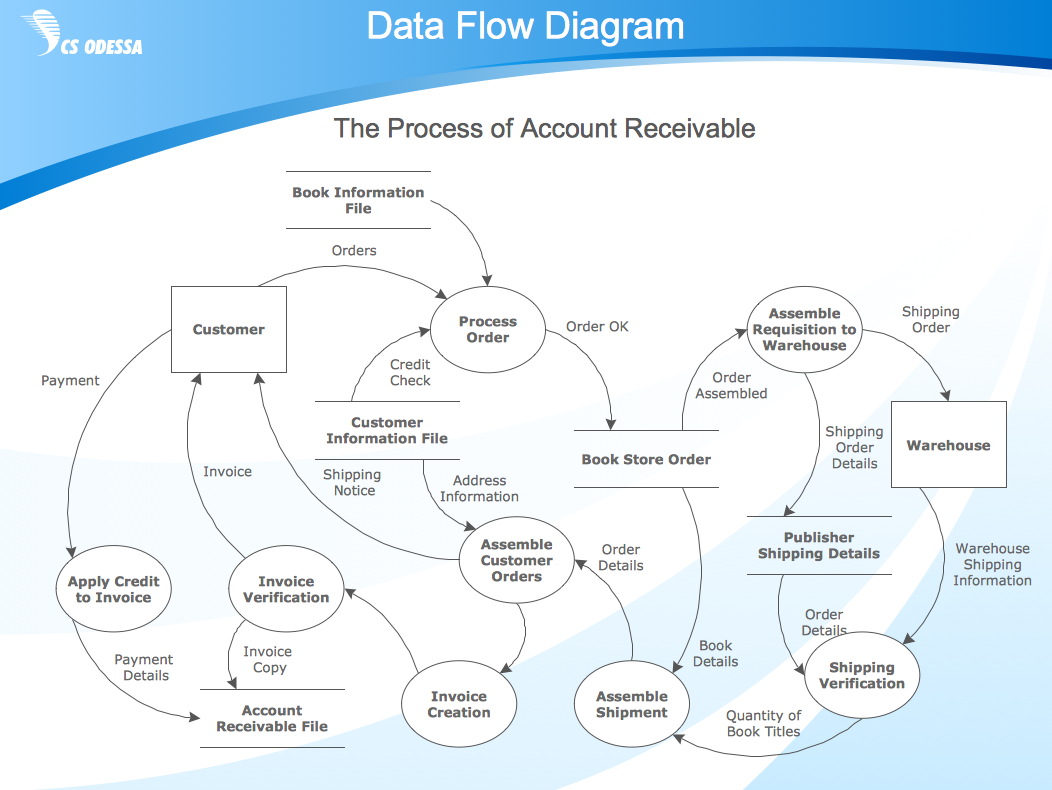 Data Flow Diagram
CS ODESSA
The Process of Account Receivable
Book Information
File
Orders
Customer
Process
Order
Order OK
Assemble
Requisition to
Warehouse
Shipping
Order
Payment
Credit
Check
Order
Assembled
Customer
Information File
Book Store Order
Shipping
Order
Details
Warehouse
Invoice
Shipping
Notice
Address
Information
Publisher
Shipping Details
Assemble
Customer
Orders
Order
Details
Warehouse
Shipping
Information
Apply Credit
to Invoice
Invoice
Verification
Order
Details
Invoice
Copy
Book
Details
Payment
Details
Shipping
Verification
Account
Receivable File
Invoice
Creation
Assemble
Shipment
Quantity of
Book Titles